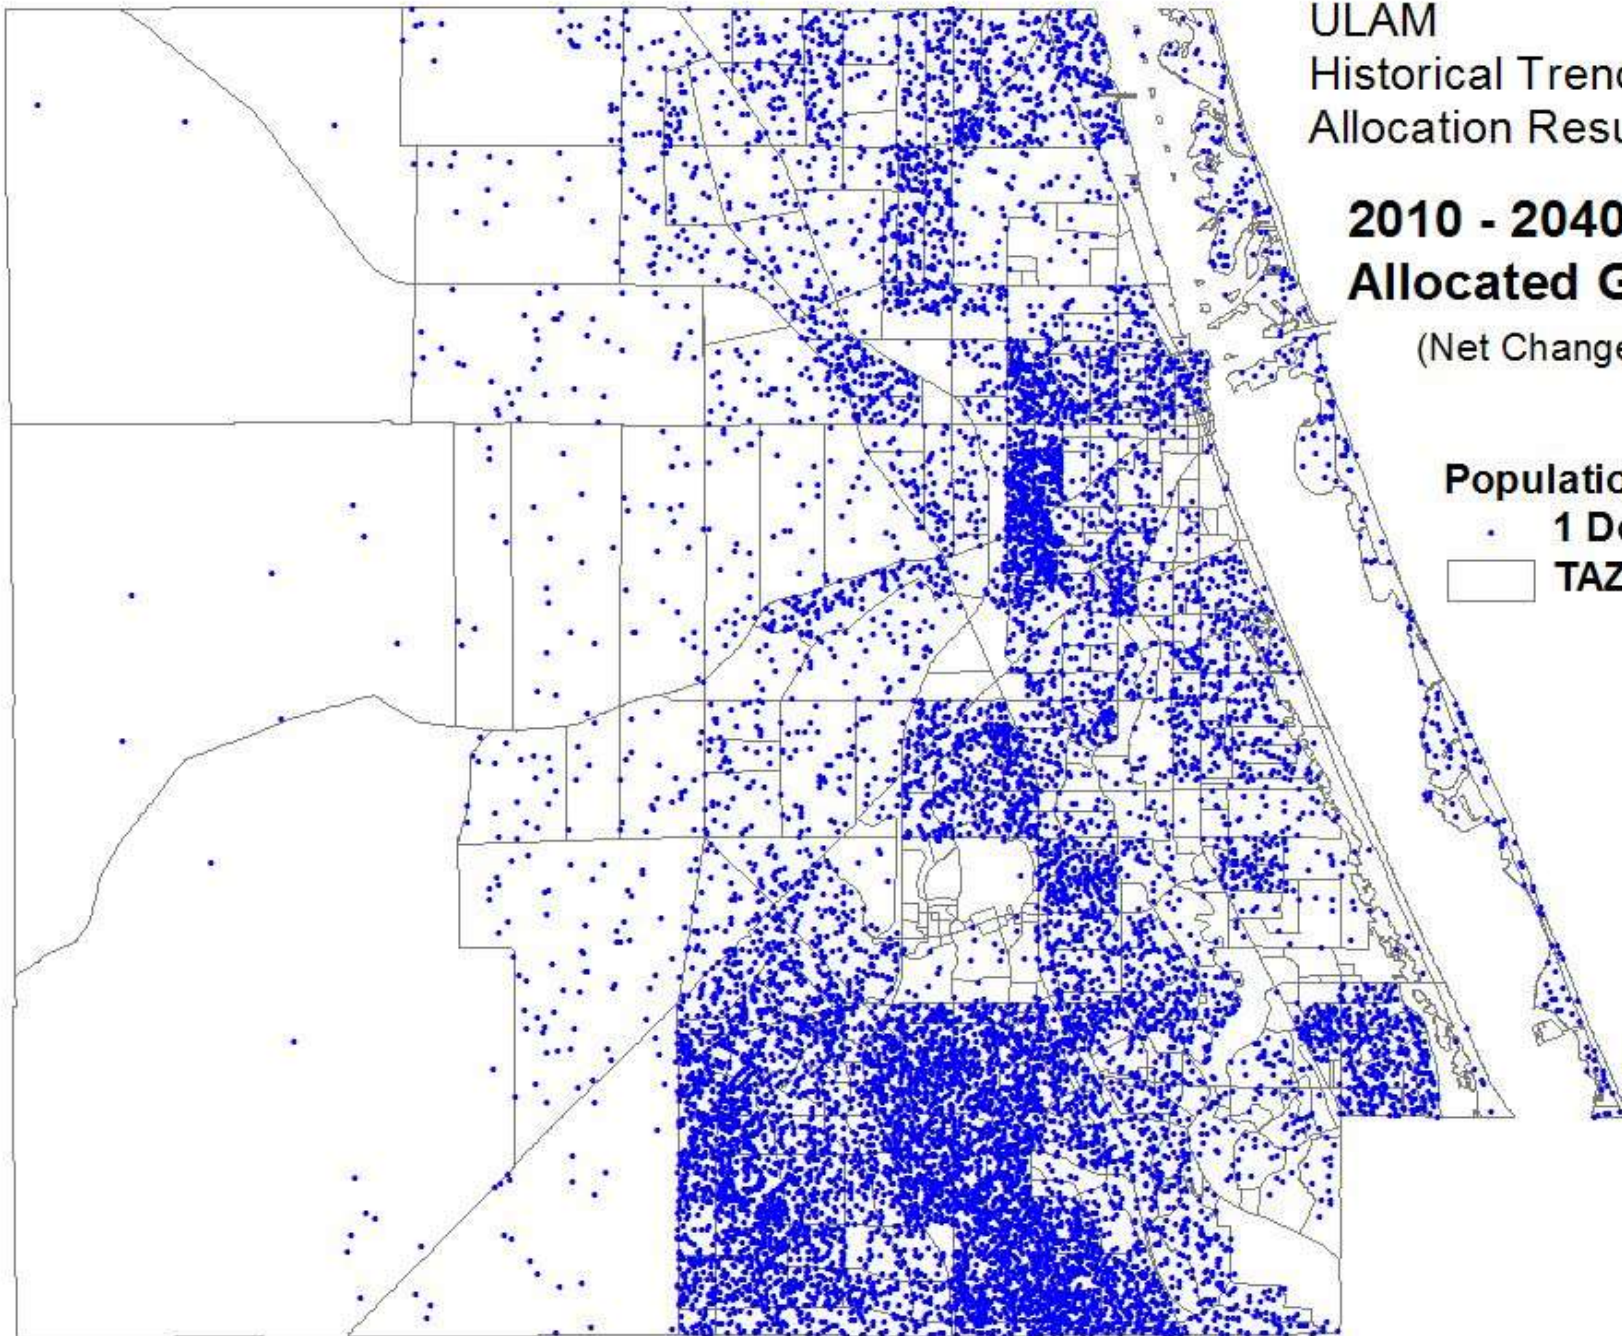 ULAM
Historical Trend
Allocation Resu
2010 - 2040
Allocated G
(Net Change
Populatio
1 Do
TAZ